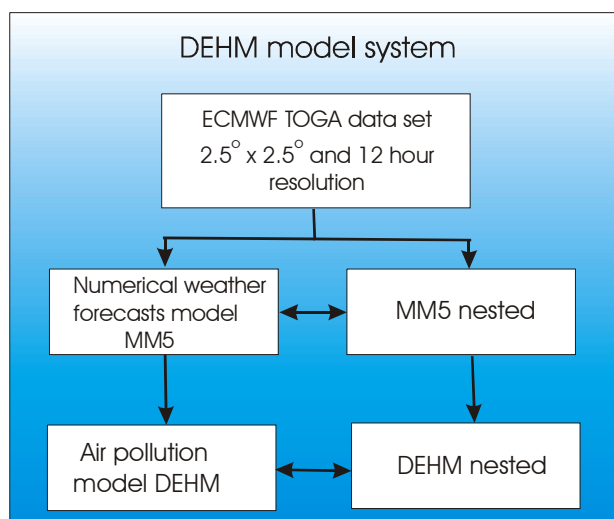 DEHM model system
ECMWF TOGA data set
2.5° x 2.5° and 12 hour
resolution
Numerical weather
forecasts model
MM5
MM5 nested
Air pollution
model DEHM
DEHM nested